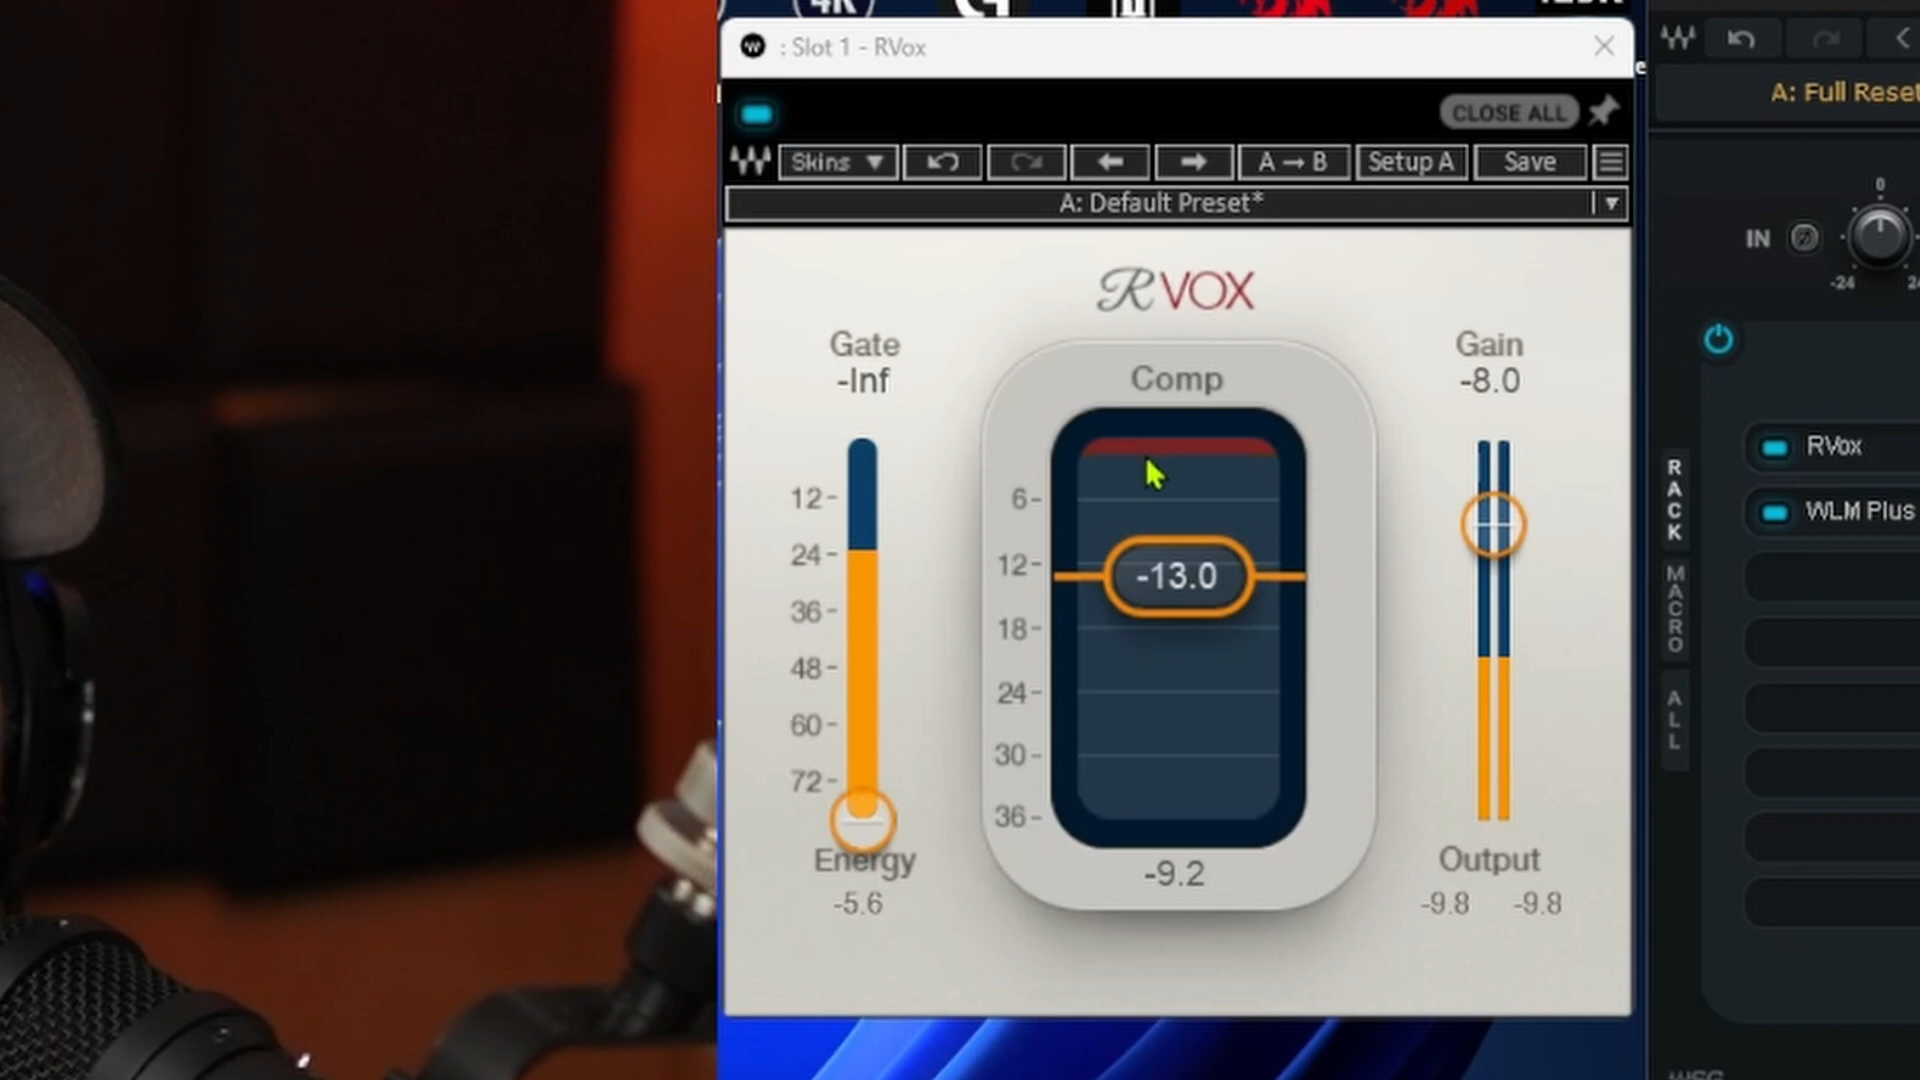 4K
: Slot 1 - RVox
CLOSE ALL
Skins
A → B
Setup A
Save
A: Default Preset*
RVOX
Gate
-Inf
Comp
Gain
-8.0
12
24
36
48
60
72
6
12
18
24
30
36
-13.0
Energy
-5.6
-9.2
Output
-9.8 -9.8
A: Full Reset
0
IN
-24
RACK
MACRO
ALL
RVox
WLM Plus